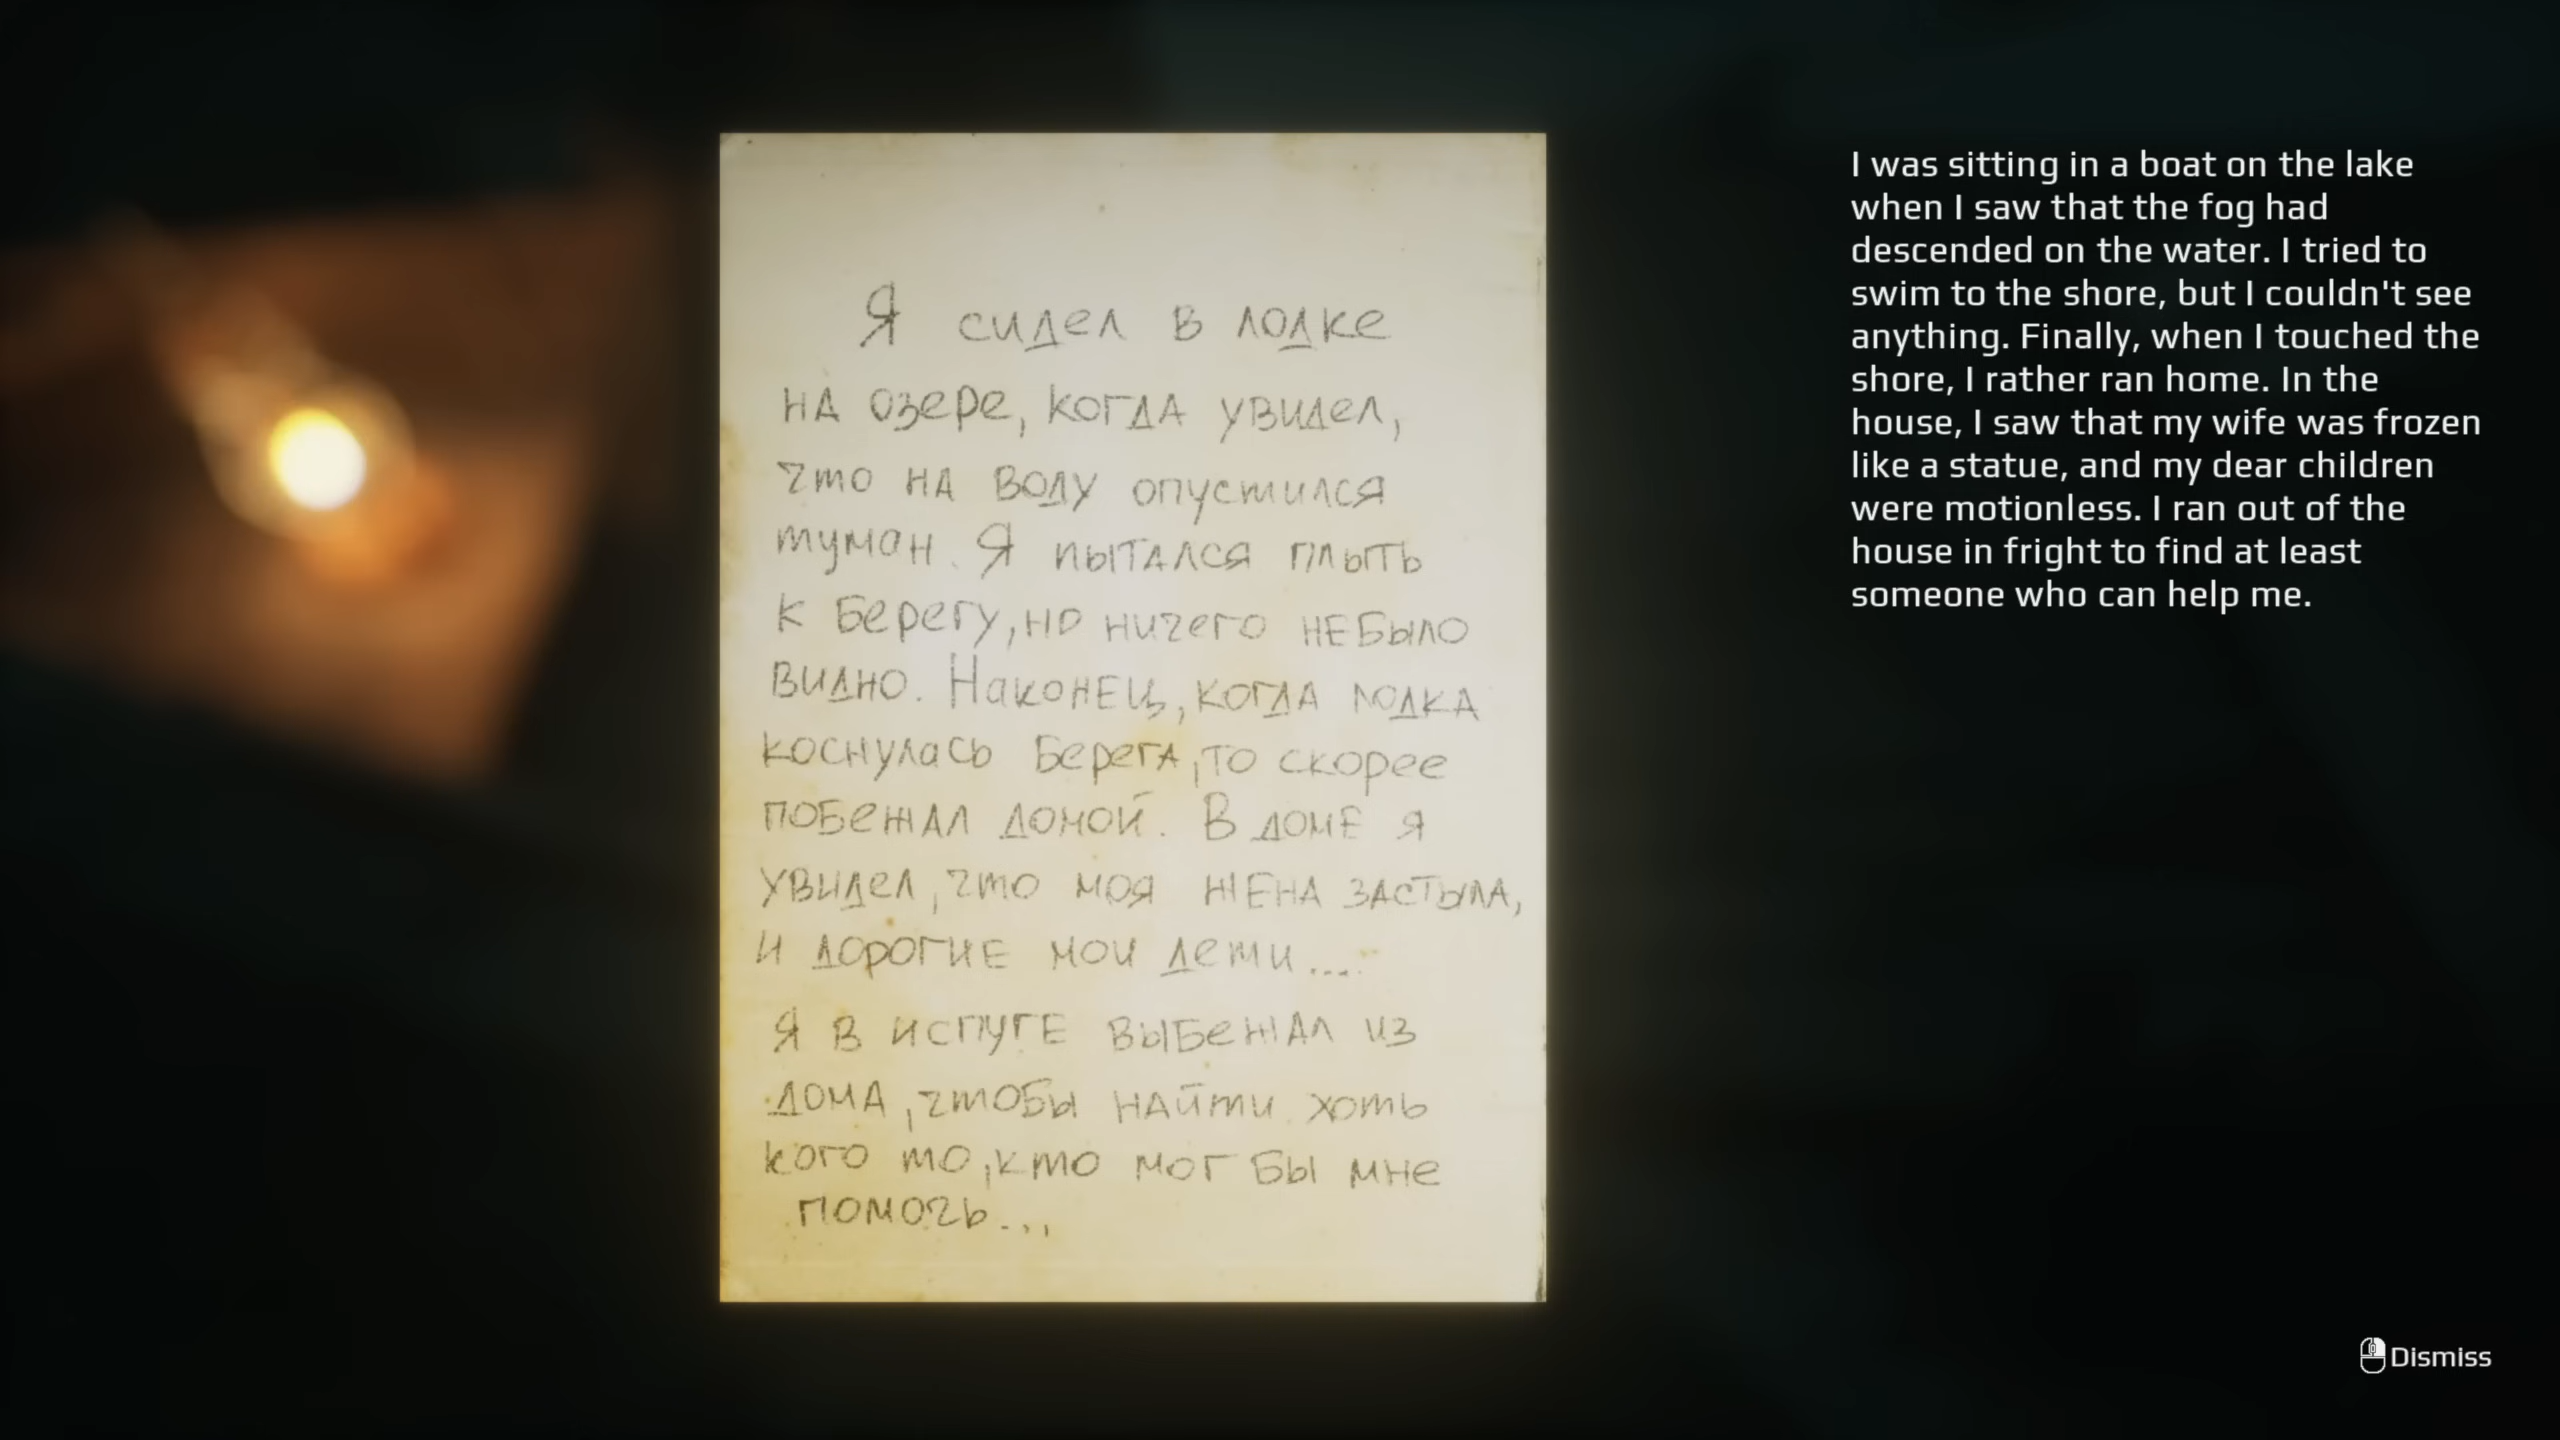 Я сидел в лодке
на озере, когда увидел,
что на воду опустился
туман. Я пытался плыть
к берегу, но ничего не было
видно. Наконец, когда лодка
коснулась берега, то скорее
побежал домой. В доме я
увидел, что моя жена застыла,
и дорогие мои дети....
Я в испуге выбежал из
дома, чтобы найти хоть
кого то, кто мог бы мне
помочь...
I was sitting in a boat on the lake
when I saw that the fog had
descended on the water. I tried to
swim to the shore, but I couldn't see
anything. Finally, when I touched the
shore, I rather ran home. In the
house, I saw that my wife was frozen
like a statue, and my dear children
were motionless. I ran out of the
house in fright to find at least
someone who can help me.
Dismiss